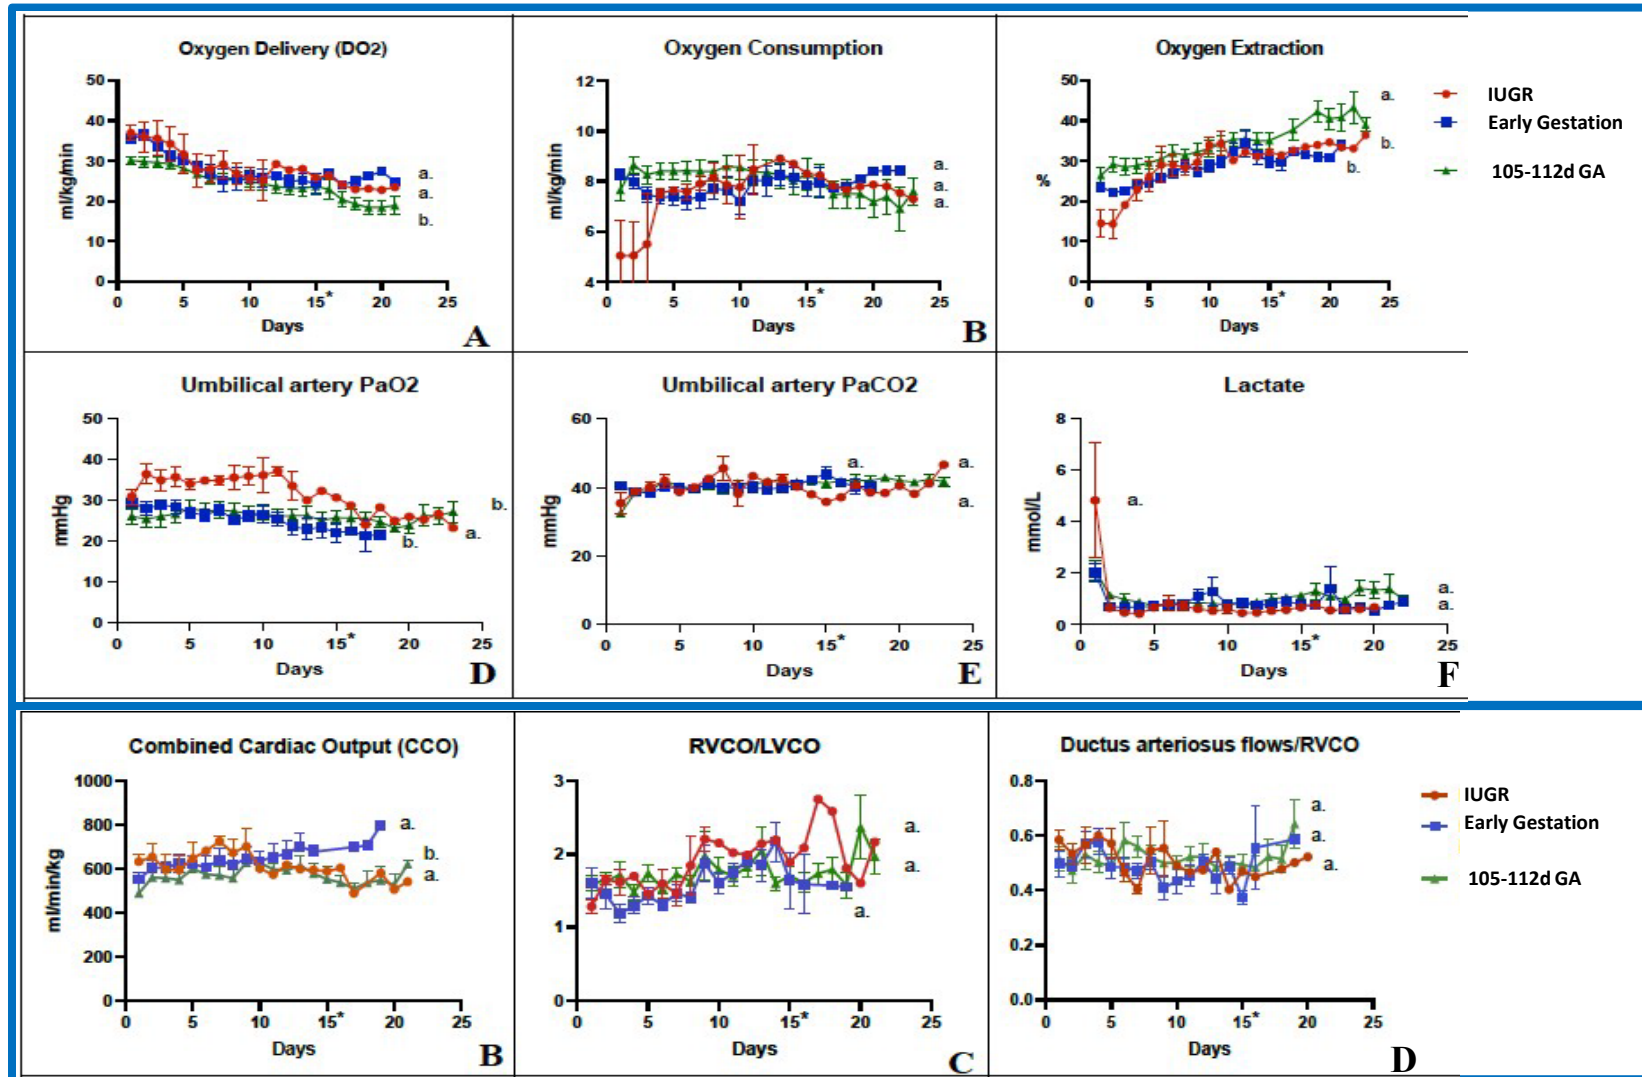 Oxygen Delivery (DO2)
50
40
30
20
10
0
ml/kg/min
0 5 10 15* 20 25
Days
a.
a.
b.
A
Oxygen Consumption
12
10
8
6
4
ml/kg/min
0 5 10 15* 20 25
Days
a.
a.
a.
B
Oxygen Extraction
50
40
30
20
10
0
%
0 5 10 15* 20 25
Days
a.
b.
b.
IUGR
Early Gestation
105-112d GA
Umbilical artery PaO2
50
40
30
20
10
0
mmHg
0 5 10 15* 20 25
Days
b.
a.
b.
D
Umbilical artery PaCO2
60
40
20
0
mmHg
0 5 10 15* 20 25
Days
a.
a.
a.
E
Lactate
8
6
4
2
0
mmol/L
0 5 10 15* 20 25
Days
a.
a.
a.
F
Combined Cardiac Output (CCO)
1000
800
600
400
200
0
ml/min/kg
0 5 10 15* 20 25
Days
a.
b.
a.
B
RVCO/LVCO
3
2
1
0
0 5 10 15* 20 25
Days
a.
a.
a.
C
Ductus arteriosus flows/RVCO
0.8
0.6
0.4
0.2
0.0
0 5 10 15* 20 25
Days
a.
a.
a.
D
IUGR
Early Gestation
105-112d GA